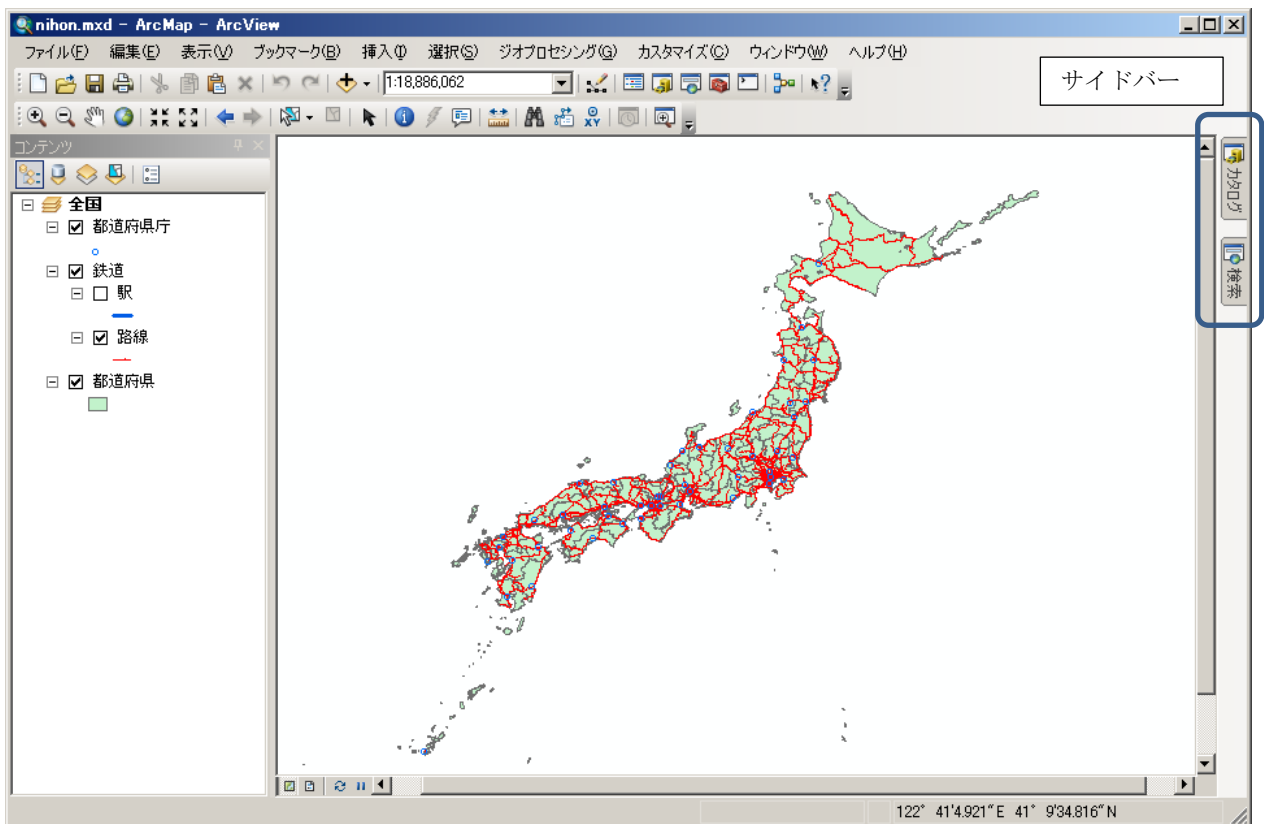 nihon.mxd - ArcMap - ArcView
ファイル(F) 編集(E) 表示(V) ブックマーク(B) 挿入(I) 選択(S) ジオプロセシング(G) カスタマイズ(C) ウィンドウ(W) ヘルプ(H)
1:18,886,062
サイドバー
コンテンツ
カタログ
検索
全国
都道府県庁
鉄道
駅
路線
都道府県
122° 41'4.921"E 41° 9'34.816"N